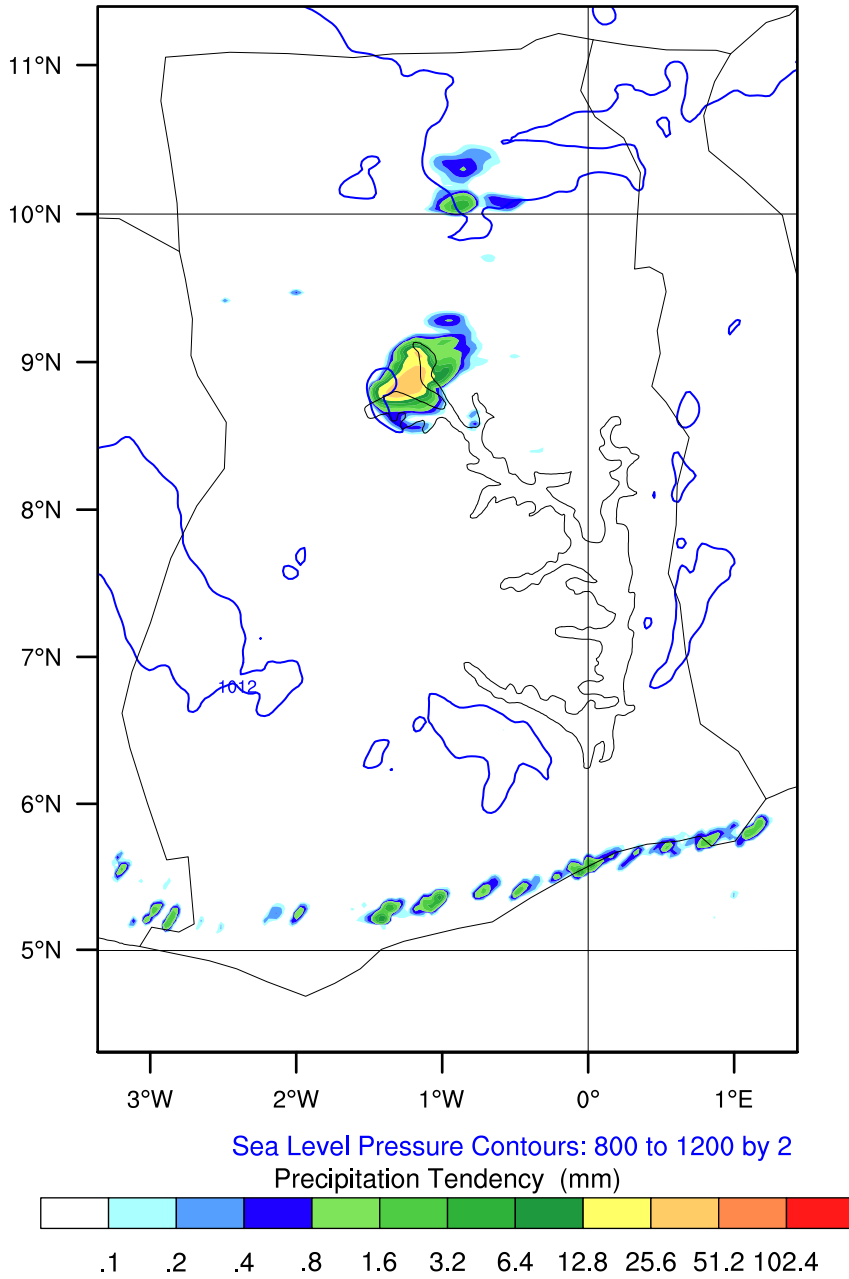 11°N
10°N
9°N
8°N
7°N
1012
6°N
5°N
3°W 2°W 1°W 0° 1°E
Sea Level Pressure Contours: 800 to 1200 by 2
Precipitation Tendency (mm)
.1 .2 .4 .8 1.6 3.2 6.4 12.8 25.6 51.2 102.4